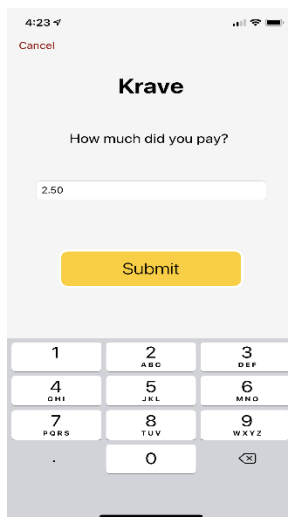 4:23
Cancel
Krave
How much did you pay?
2.50
Submit
1 2 3
ABC DEF
4 5 6
GHI JKL MNO
7 8 9
PQRS TUV WXYZ
. 0